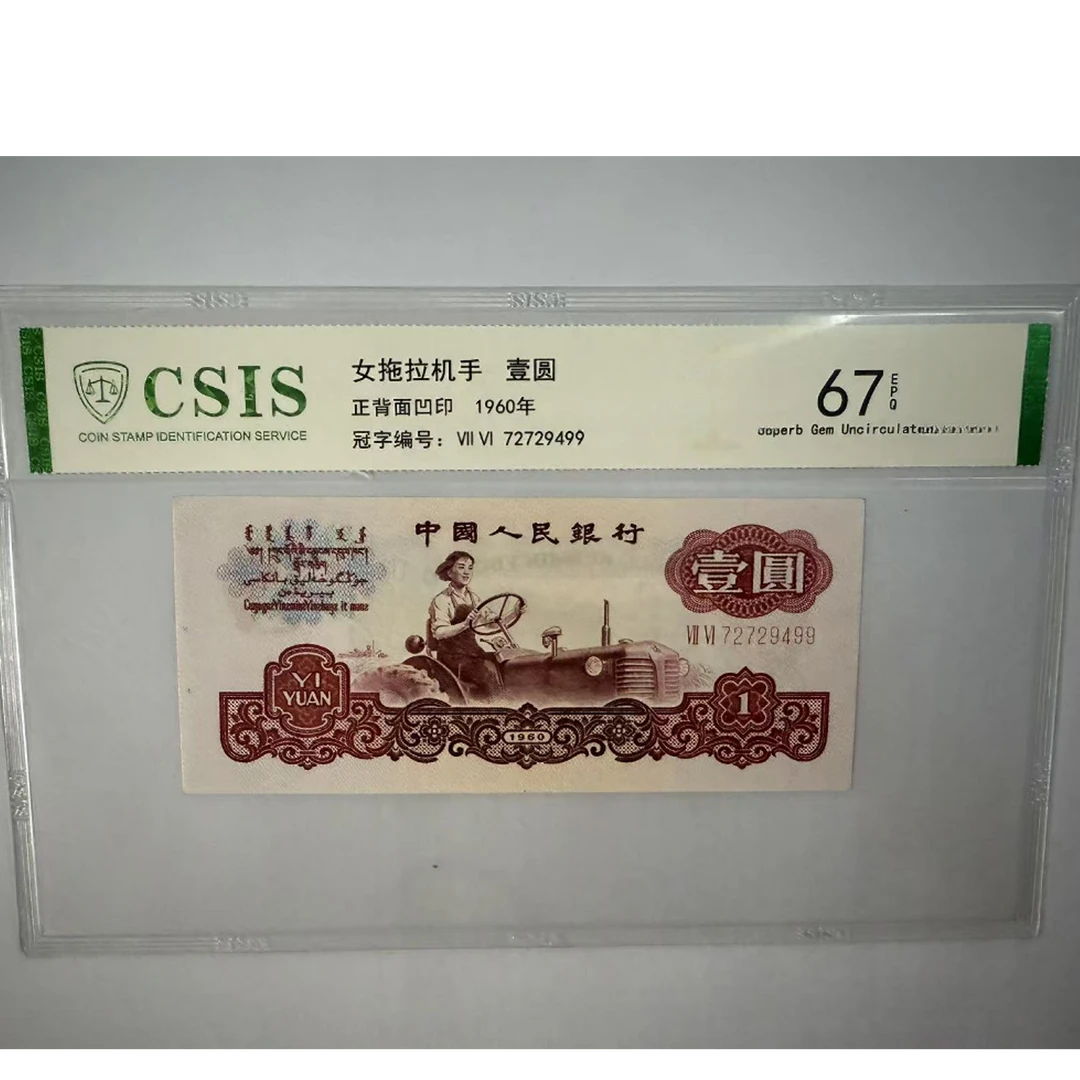 CSIS
COIN STAMP IDENTIFICATION SERVICE
女拖拉机手 壹圆
正背面凹印 1960年
冠字编号: Ⅶ Ⅵ 72729499
67 EPQ
Gem
中國人民銀行
壹圓
Ⅶ Ⅵ 72729499
YI
YUAN
1960
1